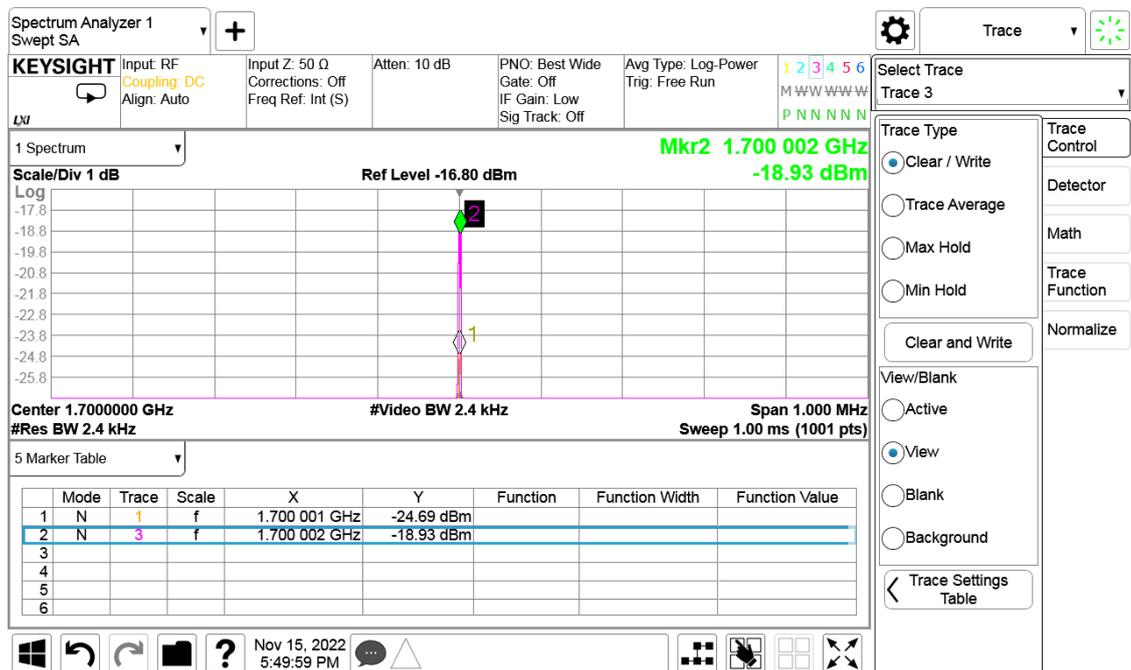 Spectrum Analyzer 1
Swept SA
+
Trace
KEYSIGHT
LXI
Input: RF
Coupling: DC
Align: Auto
Input Z: 50 Ω
Corrections: Off
Freq Ref: Int (S)
Atten: 10 dB
PNO: Best Wide
Gate: Off
IF Gain: Low
Sig Track: Off
Avg Type: Log-Power
Trig: Free Run
1 2 3 4 5 6
M W W W W W
P N N N N N
Select Trace
Trace 3
1 Spectrum
Mkr2 1.700 002 GHz
-18.93 dBm
Scale/Div 1 dB
Ref Level -16.80 dBm
Log
-17.8
-18.8
-19.8
-20.8
-21.8
-22.8
-23.8
-24.8
-25.8
2
1
Center 1.7000000 GHz
#Video BW 2.4 kHz
Span 1.000 MHz
#Res BW 2.4 kHz
Sweep 1.00 ms (1001 pts)
5 Marker Table
Mode Trace Scale X Y Function Function Width Function Value
1 N 1 f 1.700 001 GHz -24.69 dBm
2 N 3 f 1.700 002 GHz -18.93 dBm
3
4
5
6
Trace Type
Clear / Write
Trace Average
Max Hold
Min Hold
Clear and Write
View/Blank
Active
View
Blank
Background
Trace Settings
Table
Trace
Control
Detector
Math
Trace
Function
Normalize
?
Nov 15, 2022
5:49:59 PM